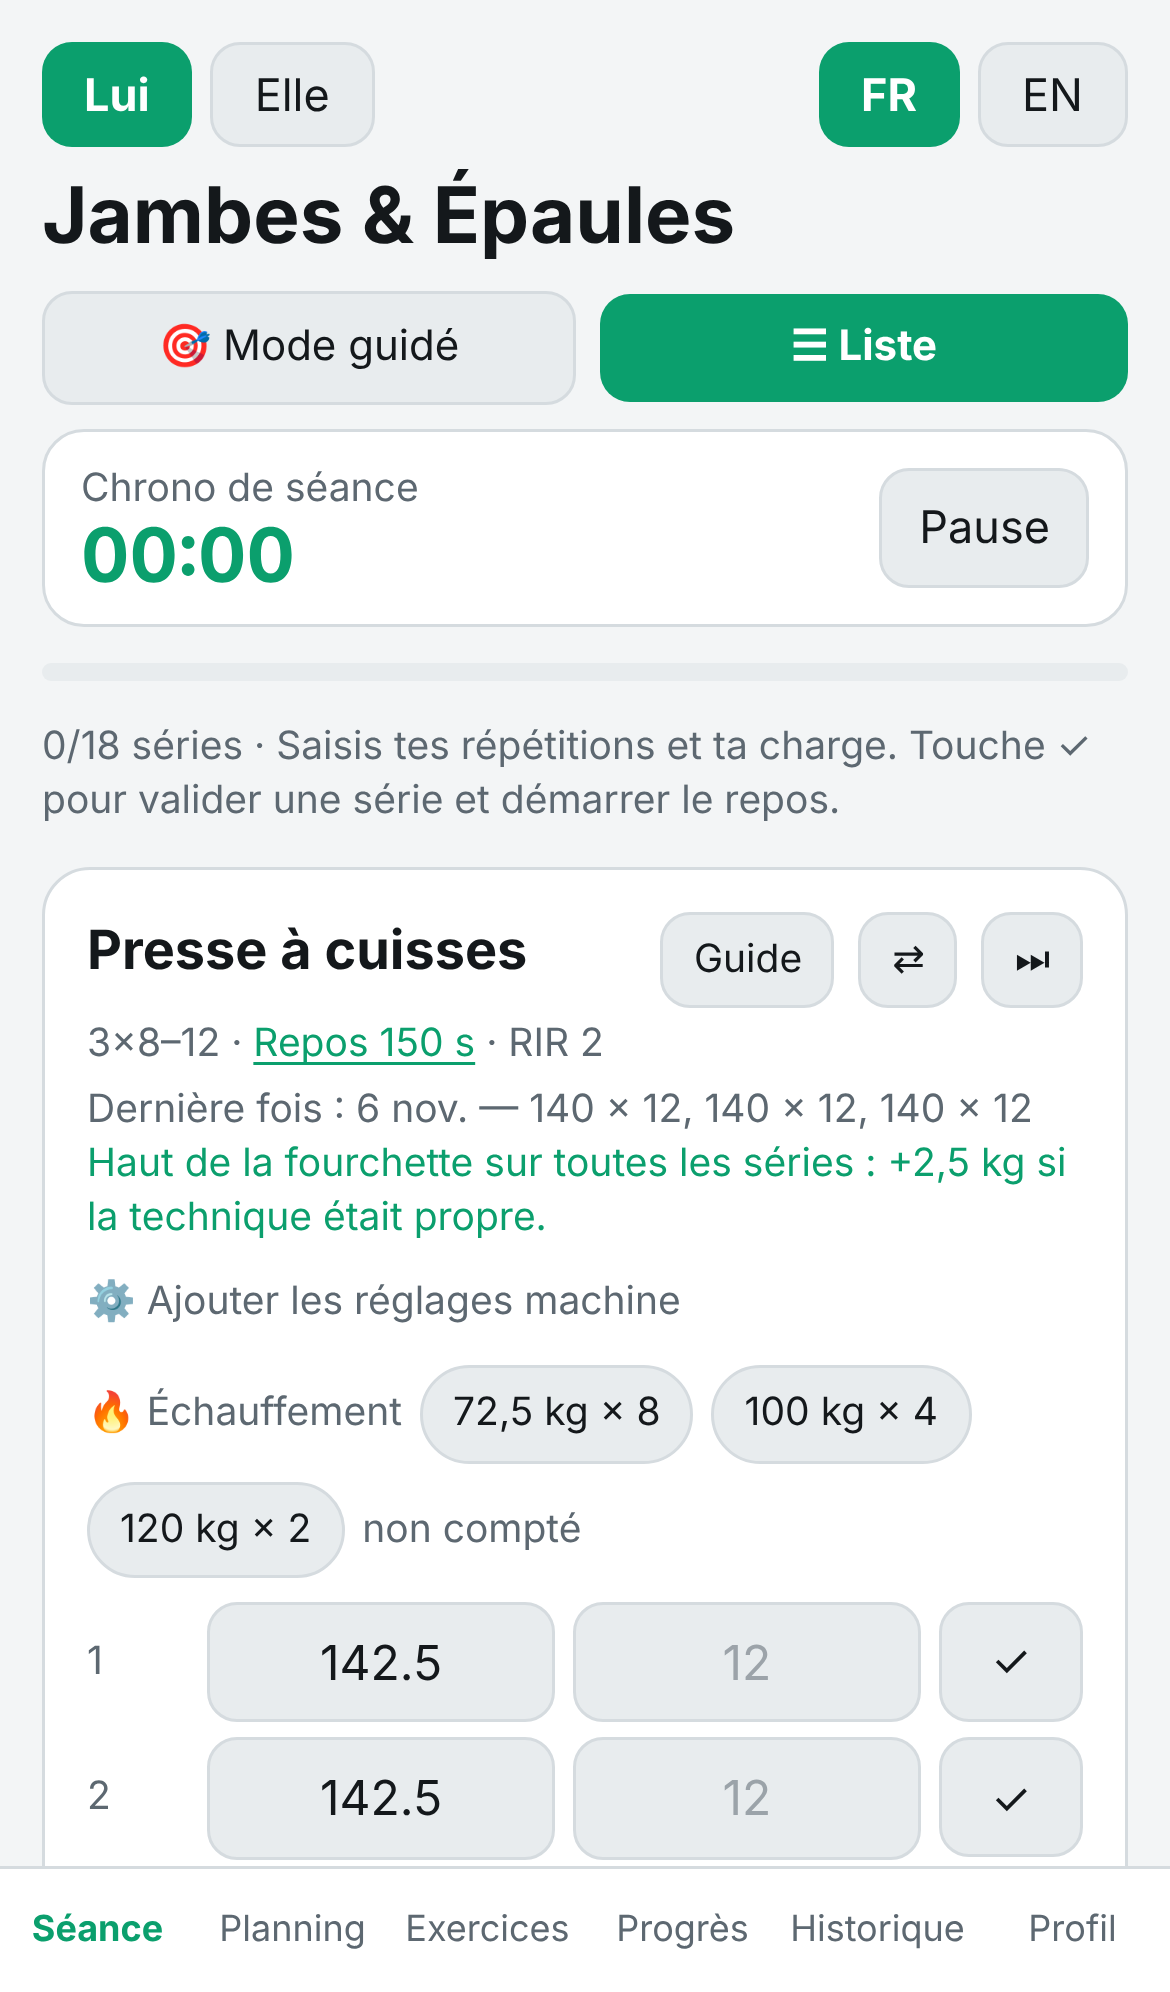 Lui Elle FR EN
Jambes & Épaules
🎯 Mode guidé ☰ Liste
Chrono de séance
00:00
Pause
0/18 séries · Saisis tes répétitions et ta charge. Touche ✓
pour valider une série et démarrer le repos.
Presse à cuisses Guide ⇄ ⏭
3×8–12 · Repos 150 s · RIR 2
Dernière fois : 6 nov. — 140 × 12, 140 × 12, 140 × 12
Haut de la fourchette sur toutes les séries : +2,5 kg si
la technique était propre.
⚙️ Ajouter les réglages machine
🔥 Échauffement 72,5 kg × 8 100 kg × 4
120 kg × 2 non compté
1 142.5 12 ✓
2 142.5 12 ✓
Séance Planning Exercices Progrès Historique Profil